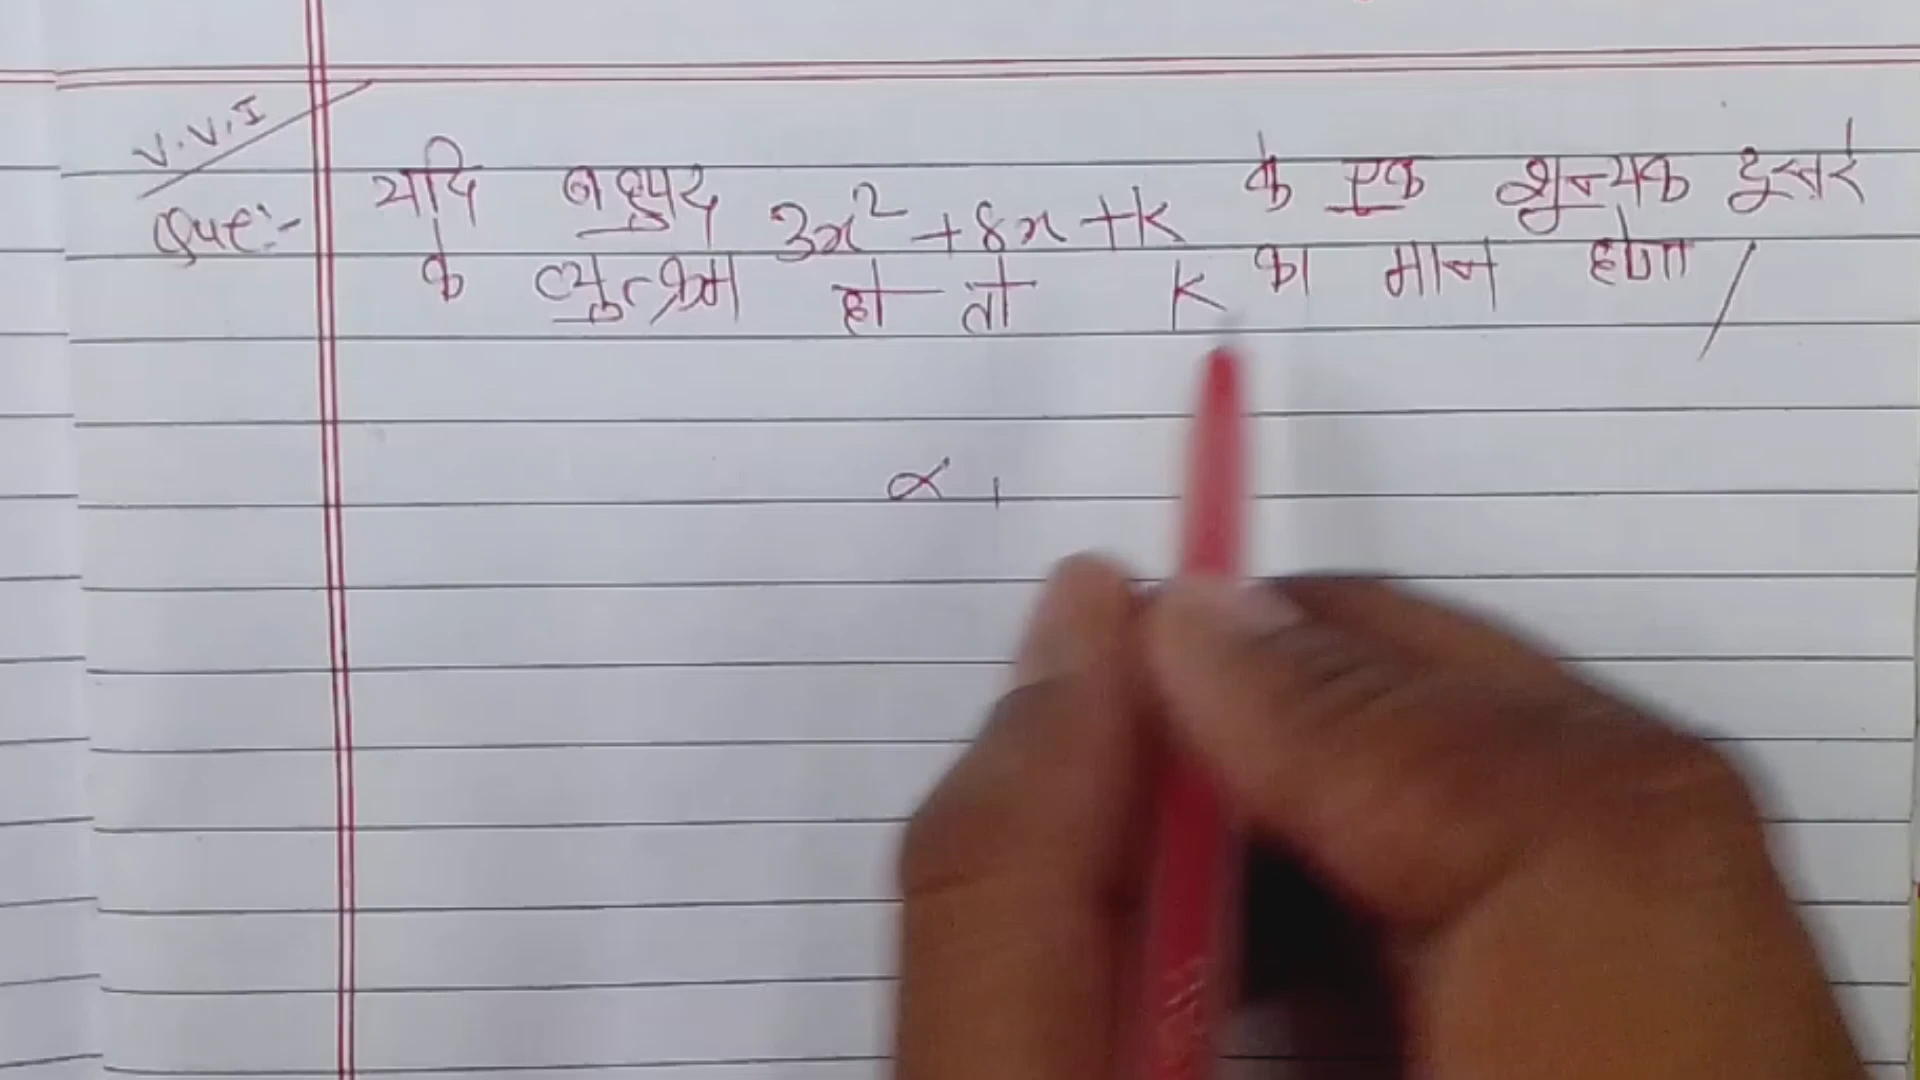 V.V.I
Que:- यदि बहुपद 3x² + 8x + k के एक शून्यक दूसरे
के व्युत्क्रम हो तो k का मान होगा /
α ,